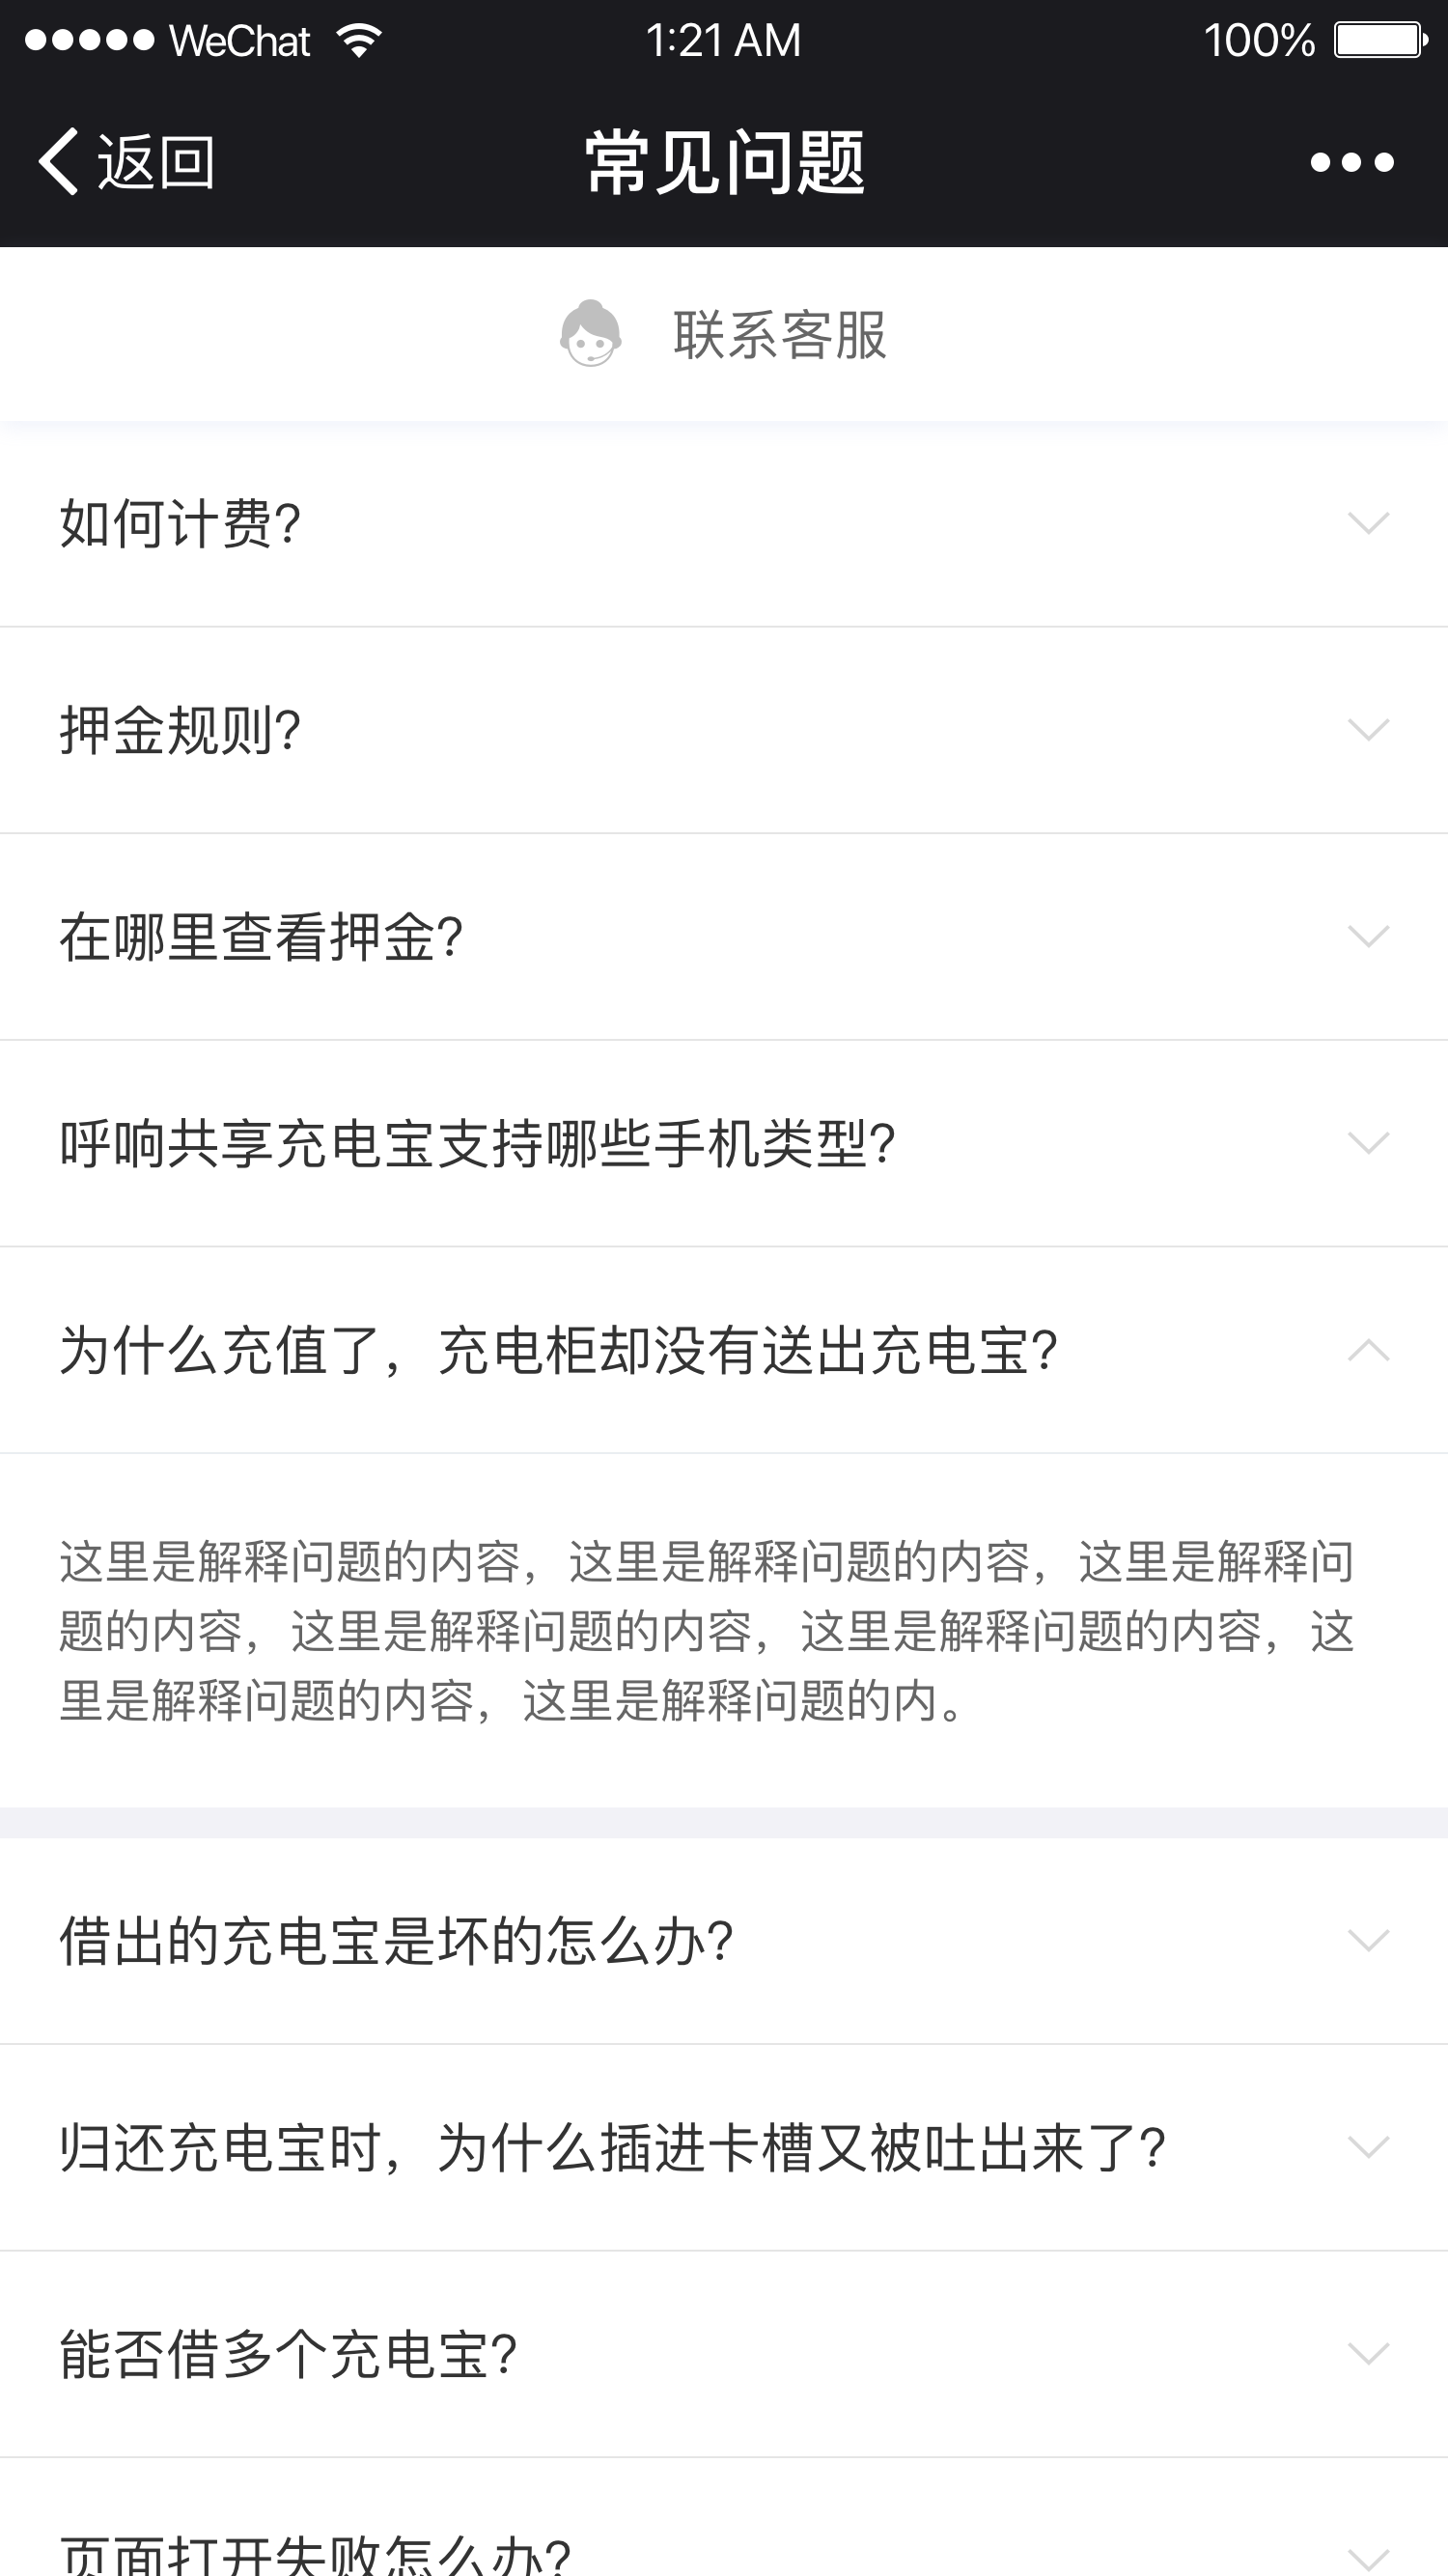 WeChat 1:21 AM 100%
返回 常见问题
联系客服
如何计费?
押金规则?
在哪里查看押金?
呼响共享充电宝支持哪些手机类型?
为什么充值了，充电柜却没有送出充电宝?
这里是解释问题的内容，这里是解释问题的内容，这里是解释问
题的内容，这里是解释问题的内容，这里是解释问题的内容，这
里是解释问题的内容，这里是解释问题的内。
借出的充电宝是坏的怎么办?
归还充电宝时，为什么插进卡槽又被吐出来了?
能否借多个充电宝?
页面打开失败怎么办?